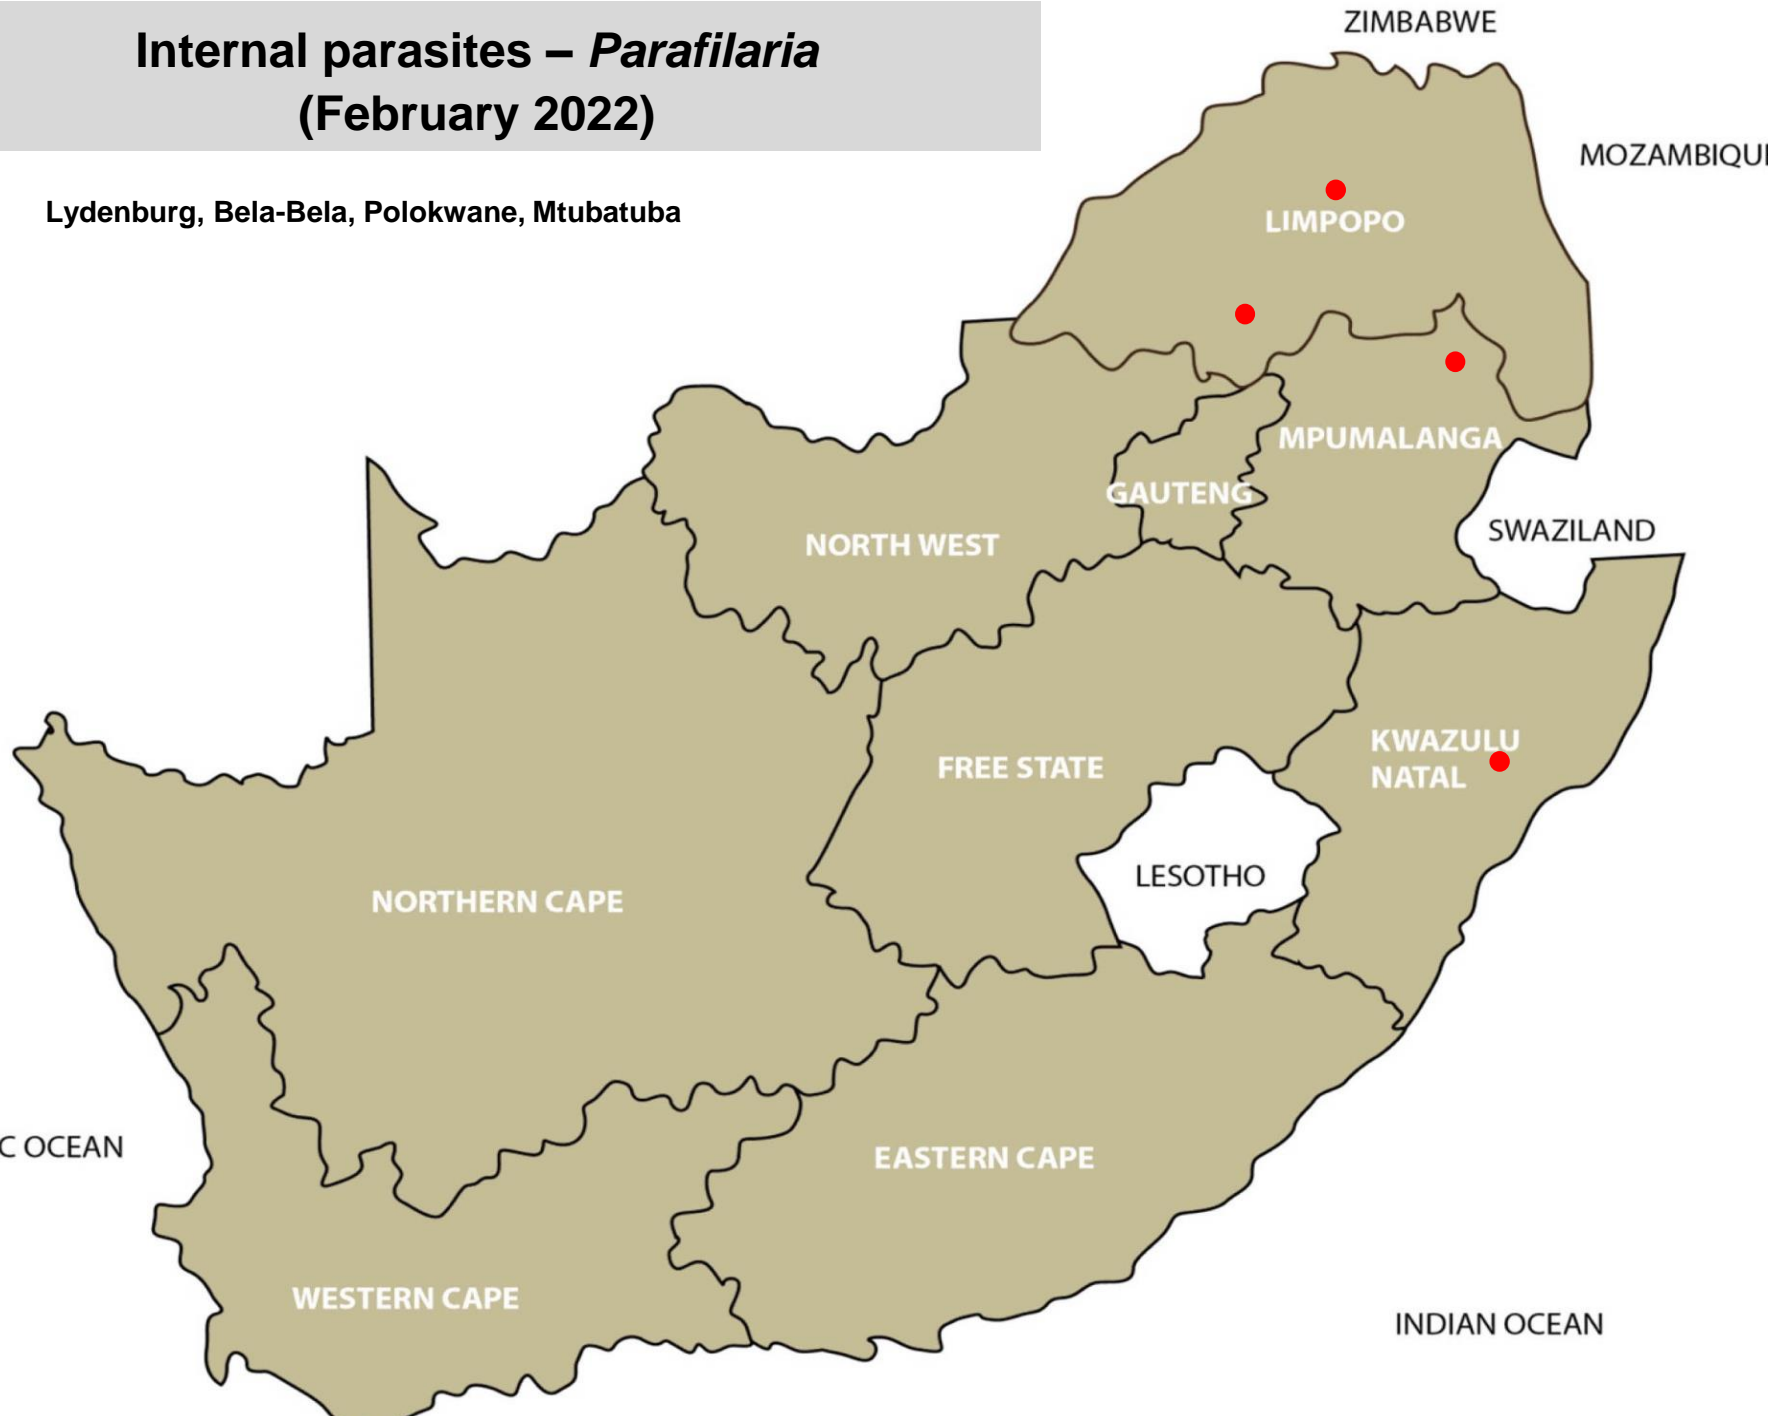 Internal parasites – Parafilaria
(February 2022)
Lydenburg, Bela-Bela, Polokwane, Mtubatuba
ZIMBABWE
MOZAMBIQUE
LIMPOPO
MPUMALANGA
GAUTENG
SWAZILAND
NORTH WEST
KWAZULU
NATAL
FREE STATE
LESOTHO
NORTHERN CAPE
C OCEAN
EASTERN CAPE
WESTERN CAPE
INDIAN OCEAN